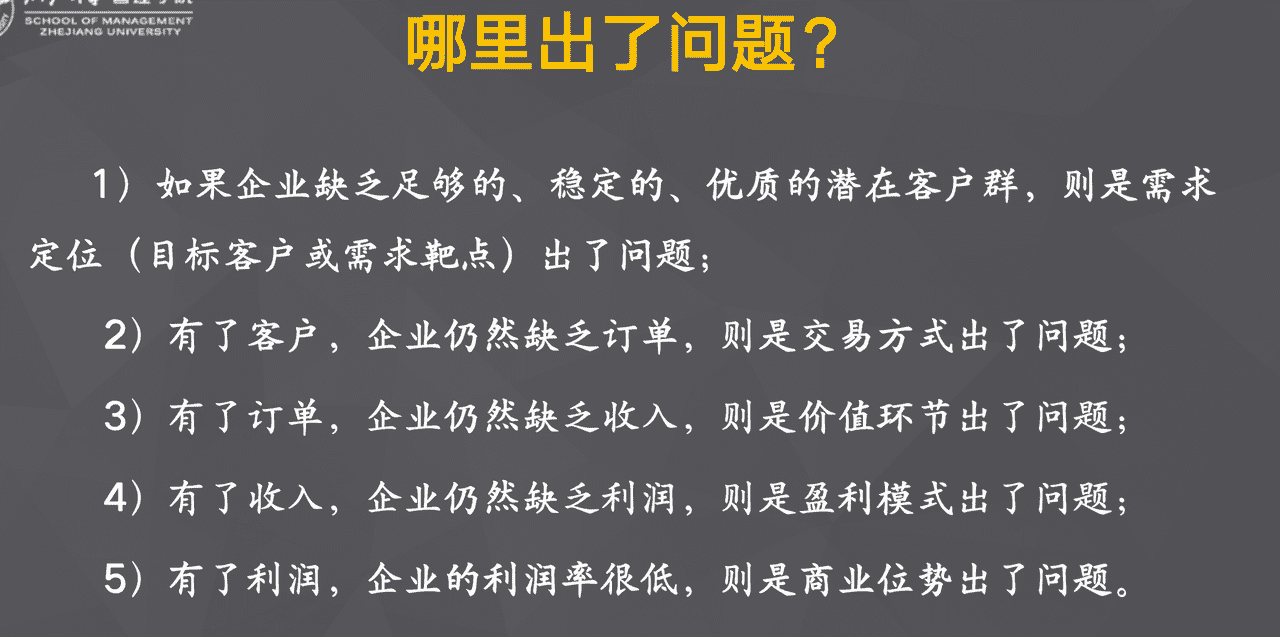 SCHOOL OF MANAGEMENT
ZHEJIANG UNIVERSITY
哪里出了问题？
1）如果企业缺乏足够的、稳定的、优质的潜在客户群，则是需求
定位（目标客户或需求靶点）出了问题；
2）有了客户，企业仍然缺乏订单，则是交易方式出了问题；
3）有了订单，企业仍然缺乏收入，则是价值环节出了问题；
4）有了收入，企业仍然缺乏利润，则是盈利模式出了问题；
5）有了利润，企业的利润率很低，则是商业位势出了问题。